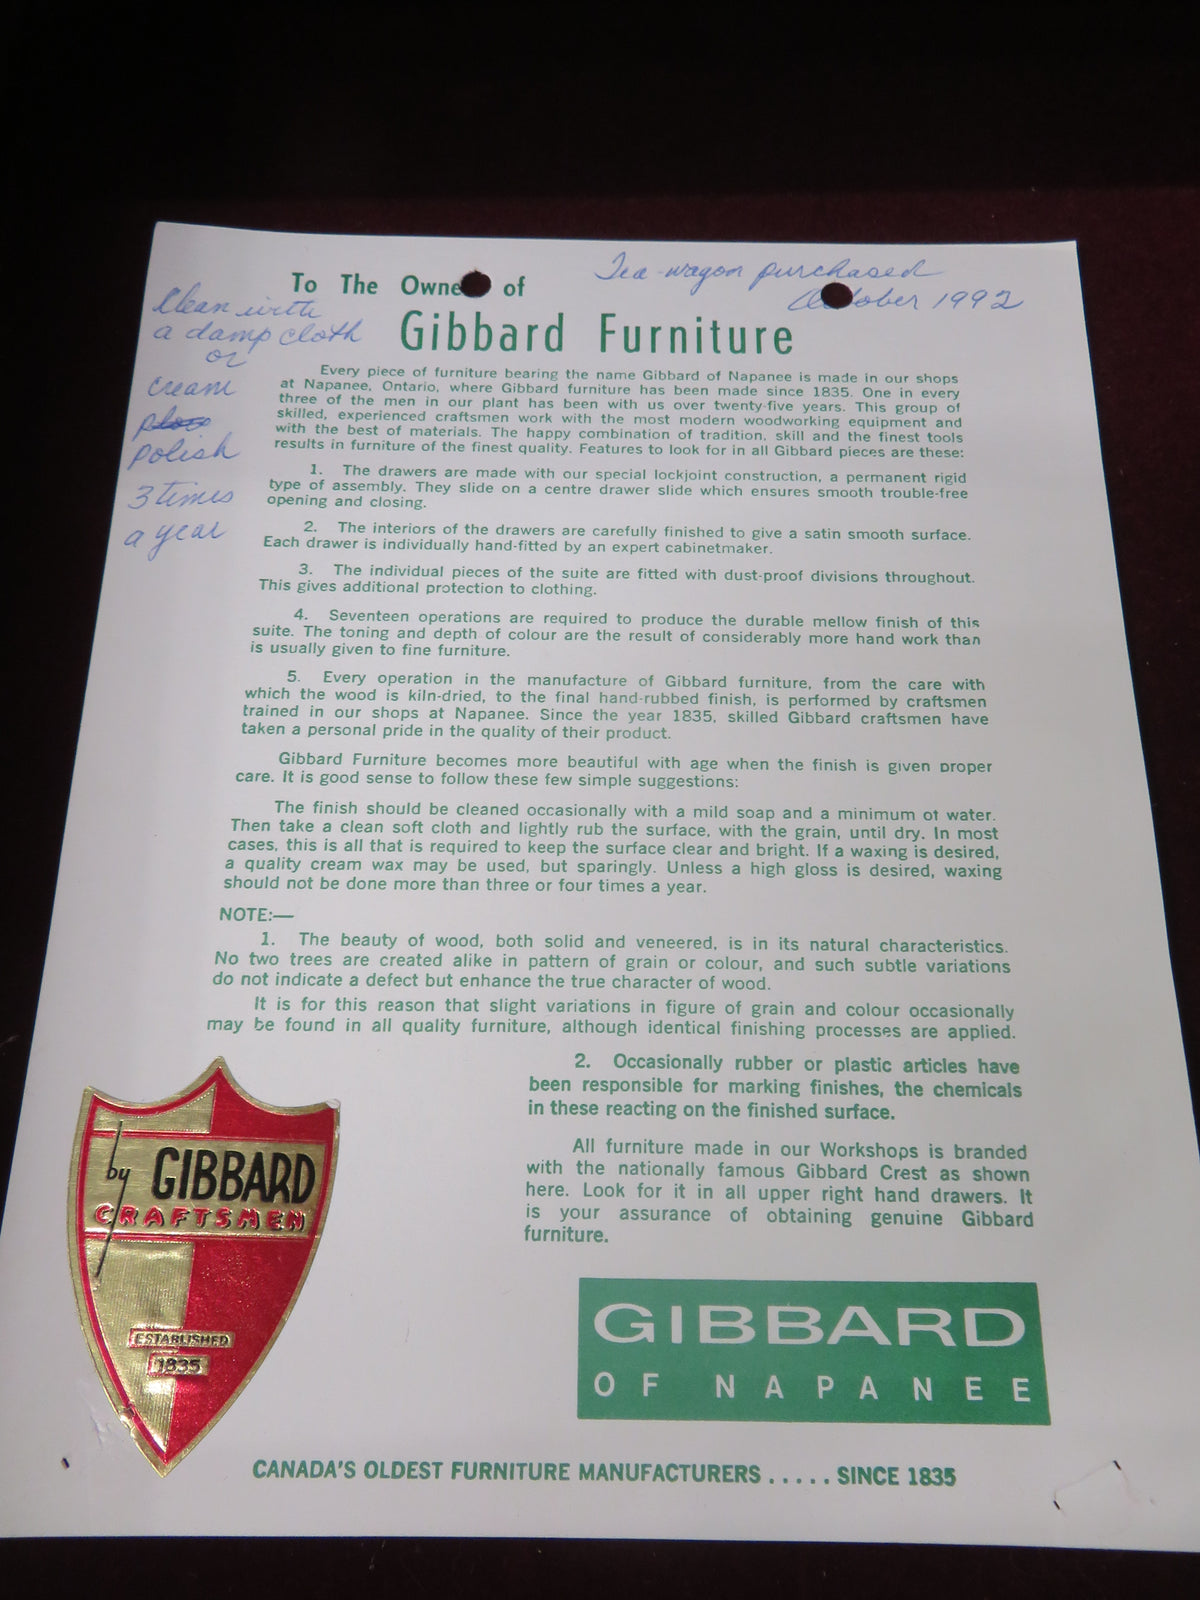 Tea-wagon purchased
October 1992
Clean with
a damp cloth
or
cream
polish
3 times
a year
To The Owner of
Gibbard Furniture
Every piece of furniture bearing the name Gibbard of Napanee is made in our shops
at Napanee, Ontario, where Gibbard furniture has been made since 1835. One in every
three of the men in our plant has been with us over twenty-five years. This group of
skilled, experienced craftsmen work with the most modern woodworking equipment and
with the best of materials. The happy combination of tradition, skill and the finest tools
results in furniture of the finest quality. Features to look for in all Gibbard pieces are these:
1. The drawers are made with our special lockjoint construction, a permanent rigid
type of assembly. They slide on a centre drawer slide which ensures smooth trouble-free
opening and closing.
2. The interiors of the drawers are carefully finished to give a satin smooth surface.
Each drawer is individually hand-fitted by an expert cabinetmaker.
3. The individual pieces of the suite are fitted with dust-proof divisions throughout.
This gives additional protection to clothing.
4. Seventeen operations are required to produce the durable mellow finish of this
suite. The toning and depth of colour are the result of considerably more hand work than
is usually given to fine furniture.
5. Every operation in the manufacture of Gibbard furniture, from the care with
which the wood is kiln-dried, to the final hand-rubbed finish, is performed by craftsmen
trained in our shops at Napanee. Since the year 1835, skilled Gibbard craftsmen have
taken a personal pride in the quality of their product.
Gibbard Furniture becomes more beautiful with age when the finish is given proper
care. It is good sense to follow these few simple suggestions:
The finish should be cleaned occasionally with a mild soap and a minimum of water.
Then take a clean soft cloth and lightly rub the surface, with the grain, until dry. In most
cases, this is all that is required to keep the surface clear and bright. If a waxing is desired,
a quality cream wax may be used, but sparingly. Unless a high gloss is desired, waxing
should not be done more than three or four times a year.
NOTE:—
1. The beauty of wood, both solid and veneered, is in its natural characteristics.
No two trees are created alike in pattern of grain or colour, and such subtle variations
do not indicate a defect but enhance the true character of wood.
It is for this reason that slight variations in figure of grain and colour occasionally
may be found in all quality furniture, although identical finishing processes are applied.
2. Occasionally rubber or plastic articles have
been responsible for marking finishes, the chemicals
in these reacting on the finished surface.
All furniture made in our Workshops is branded
with the nationally famous Gibbard Crest as shown
here. Look for it in all upper right hand drawers. It
is your assurance of obtaining genuine Gibbard
furniture.
by GIBBARD
CRAFTSMEN
ESTABLISHED
1835
GIBBARD
OF NAPANEE
CANADA'S OLDEST FURNITURE MANUFACTURERS ..... SINCE 1835